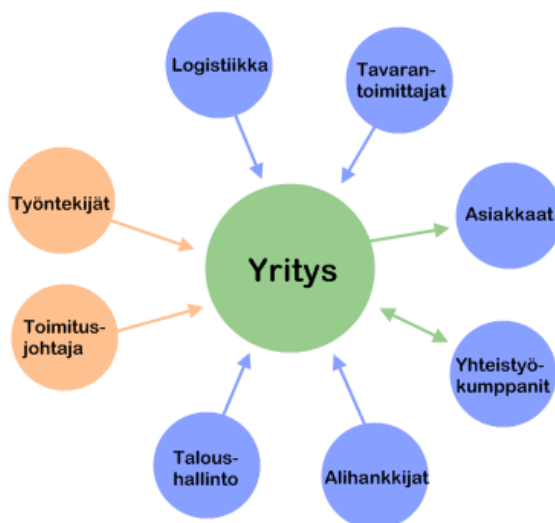 Logistiikka
Tavaran-
toimittajat
Työntekijät
Asiakkaat
Yritys
Toimitus-
johtaja
Yhteistyö-
kumppanit
Talous-
hallinto
Alihankkijat